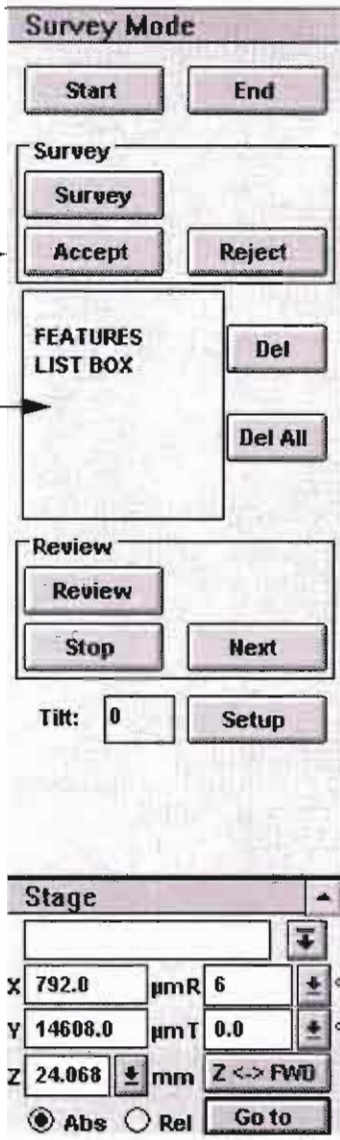 Survey Mode
Start End
Survey
Survey
Accept Reject
FEATURES
LIST BOX
Del
Del All
Review
Review
Stop Next
Tilt: 0 Setup
Stage
X 792.0 µm R 6 °
Y 14608.0 µm T 0.0 °
Z 24.068 mm Z <-> FWD
Abs Rel Go to